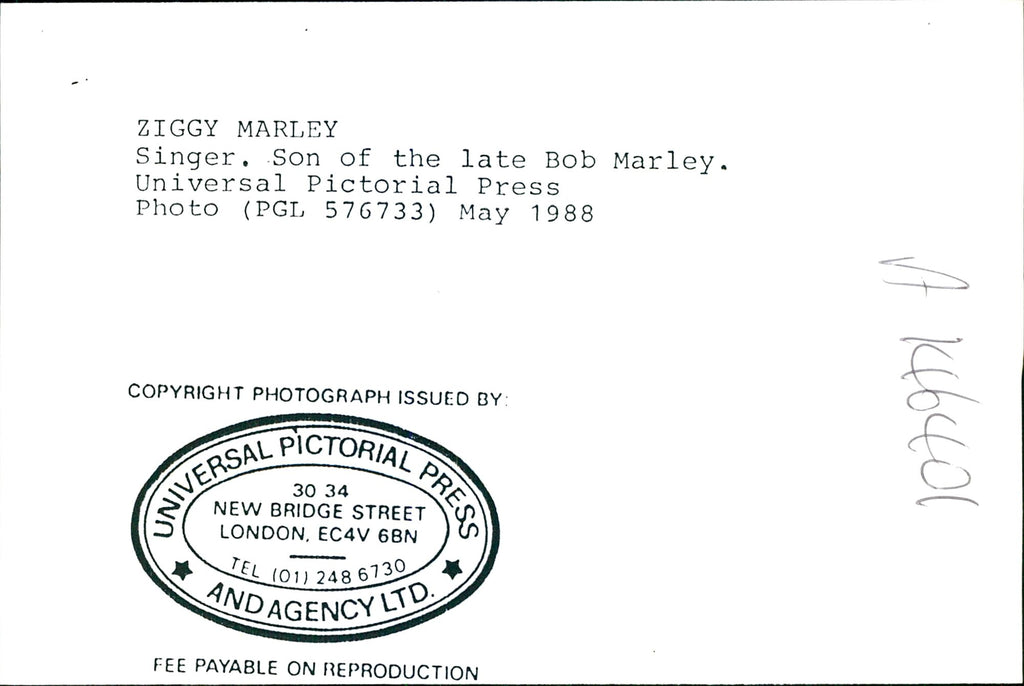 ZIGGY MARLEY
Singer. Son of the late Bob Marley.
Universal Pictorial Press
Photo (PGL 576733) May 1988
COPYRIGHT PHOTOGRAPH ISSUED BY:
UNIVERSAL PICTORIAL PRESS
30 34
NEW BRIDGE STREET
LONDON, EC4V 6BN
TEL (01) 248 6730
AND AGENCY LTD.
FEE PAYABLE ON REPRODUCTION